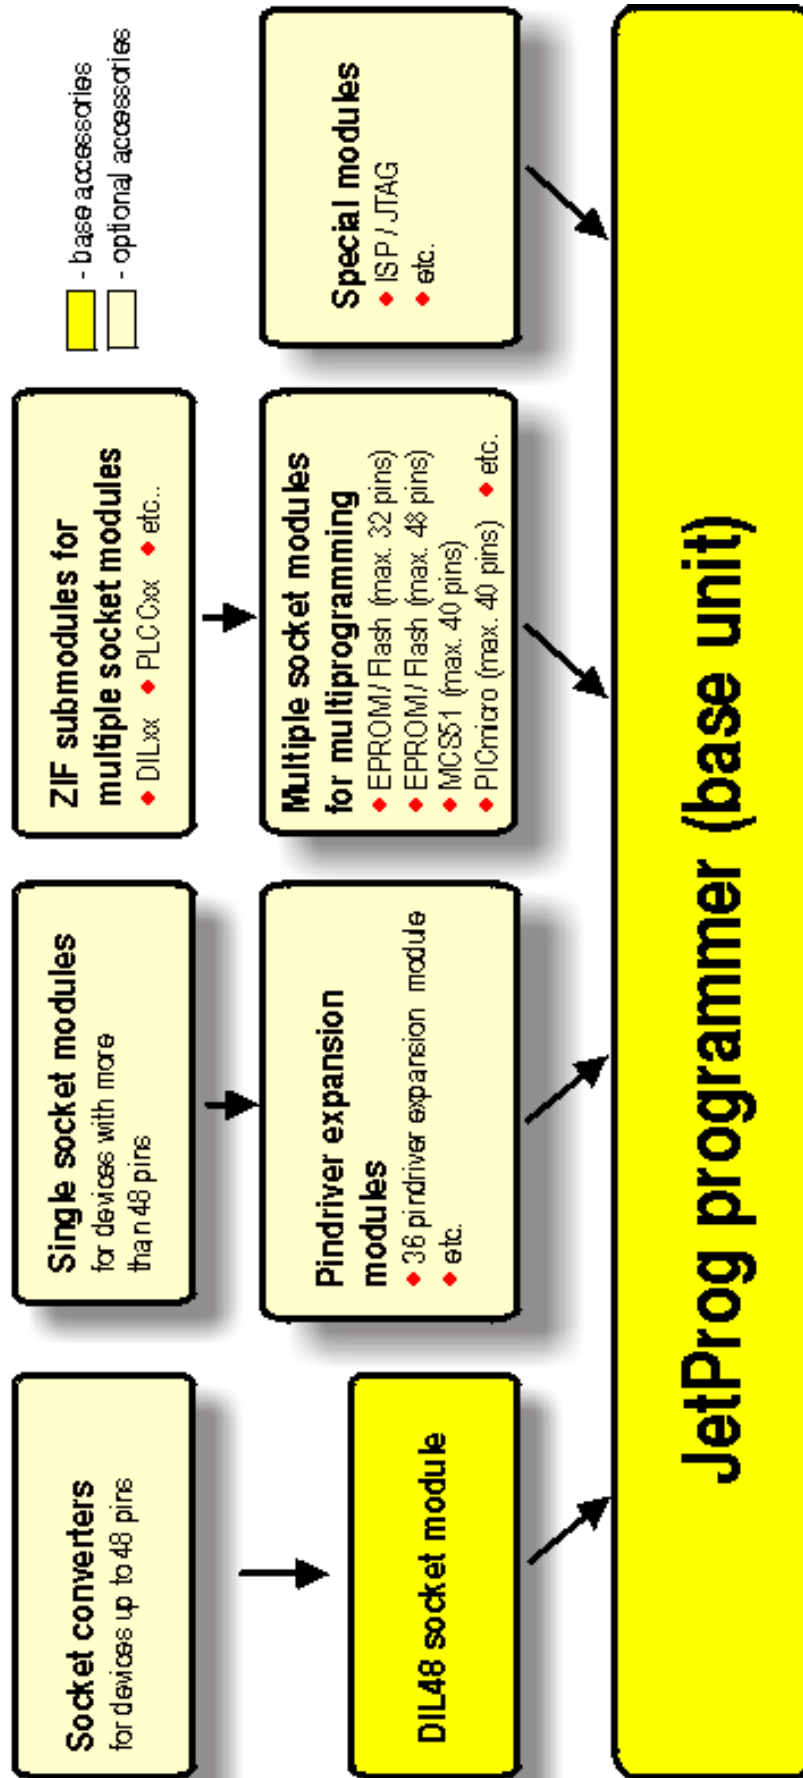 - base accessories
- optional accessories
Socket converters
for devices up to 48 pins
Single socket modules
for devices with more
than 48 pins
ZIF submodules for
multiple socket modules
DILxx PLCCxx etc..
DIL48 socket module
Pindriver expansion
modules
36 pindriver expansion module
etc.
Multiple socket modules
for multiprogramming
EPROM/ Flash (max. 32 pins)
EPROM/ Flash (max. 48 pins)
MCS51 (max. 40 pins)
PICmicro (max. 40 pins) etc.
Special modules
ISP / JTAG
etc.
JetProg programmer (base unit)